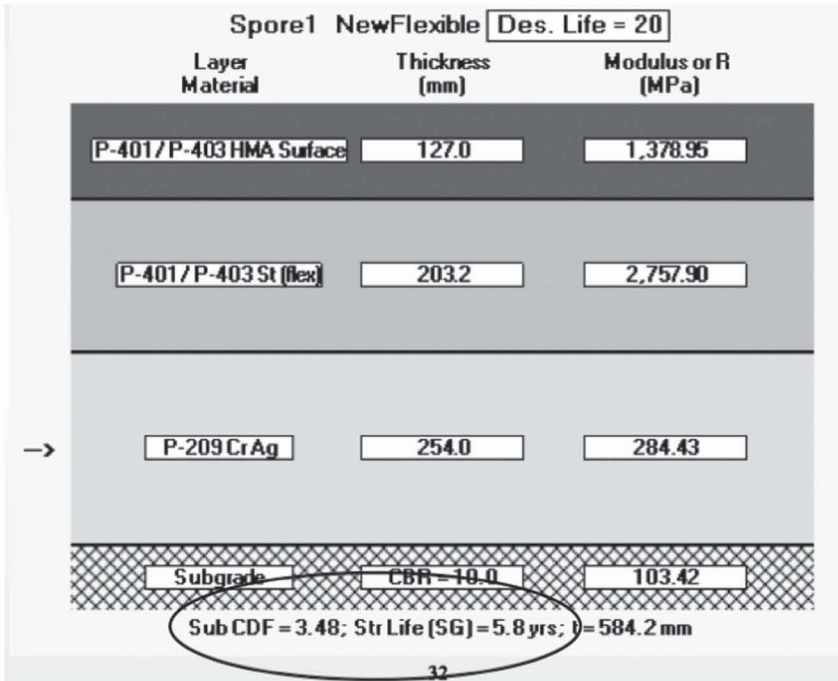 Spore1 NewFlexible Des. Life = 20
Layer Material Thickness (mm) Modulus or R (MPa)
P-401 / P-403 HMA Surface 127.0 1,378.95
P-401 / P-403 St (flex) 203.2 2,757.90
–> P-209 Cr Ag 254.0 284.43
Subgrade CBR = 10.0 103.42
Sub CDF = 3.48; Str Life (SG) = 5.8 yrs; t = 584.2 mm
32